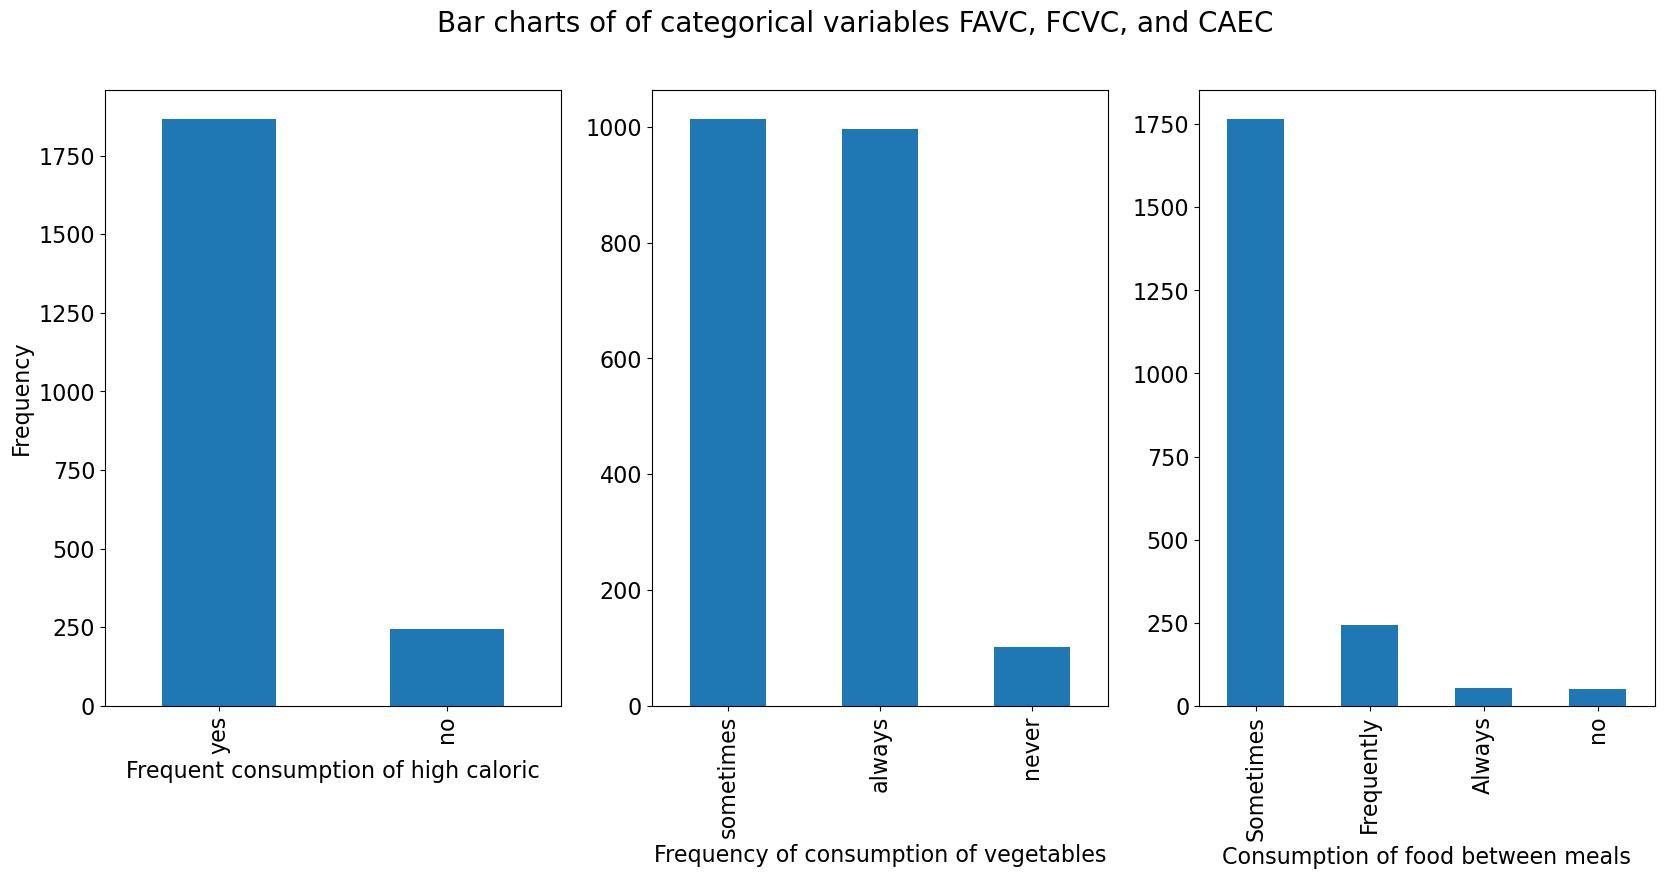 Bar charts of of categorical variables FAVC, FCVC, and CAEC
Frequency
1750
1500
1250
1000
750
500
250
0
yes
no
Frequent consumption of high caloric
1000
800
600
400
200
0
sometimes
always
never
Frequency of consumption of vegetables
1750
1500
1250
1000
750
500
250
0
Sometimes
Frequently
Always
no
Consumption of food between meals